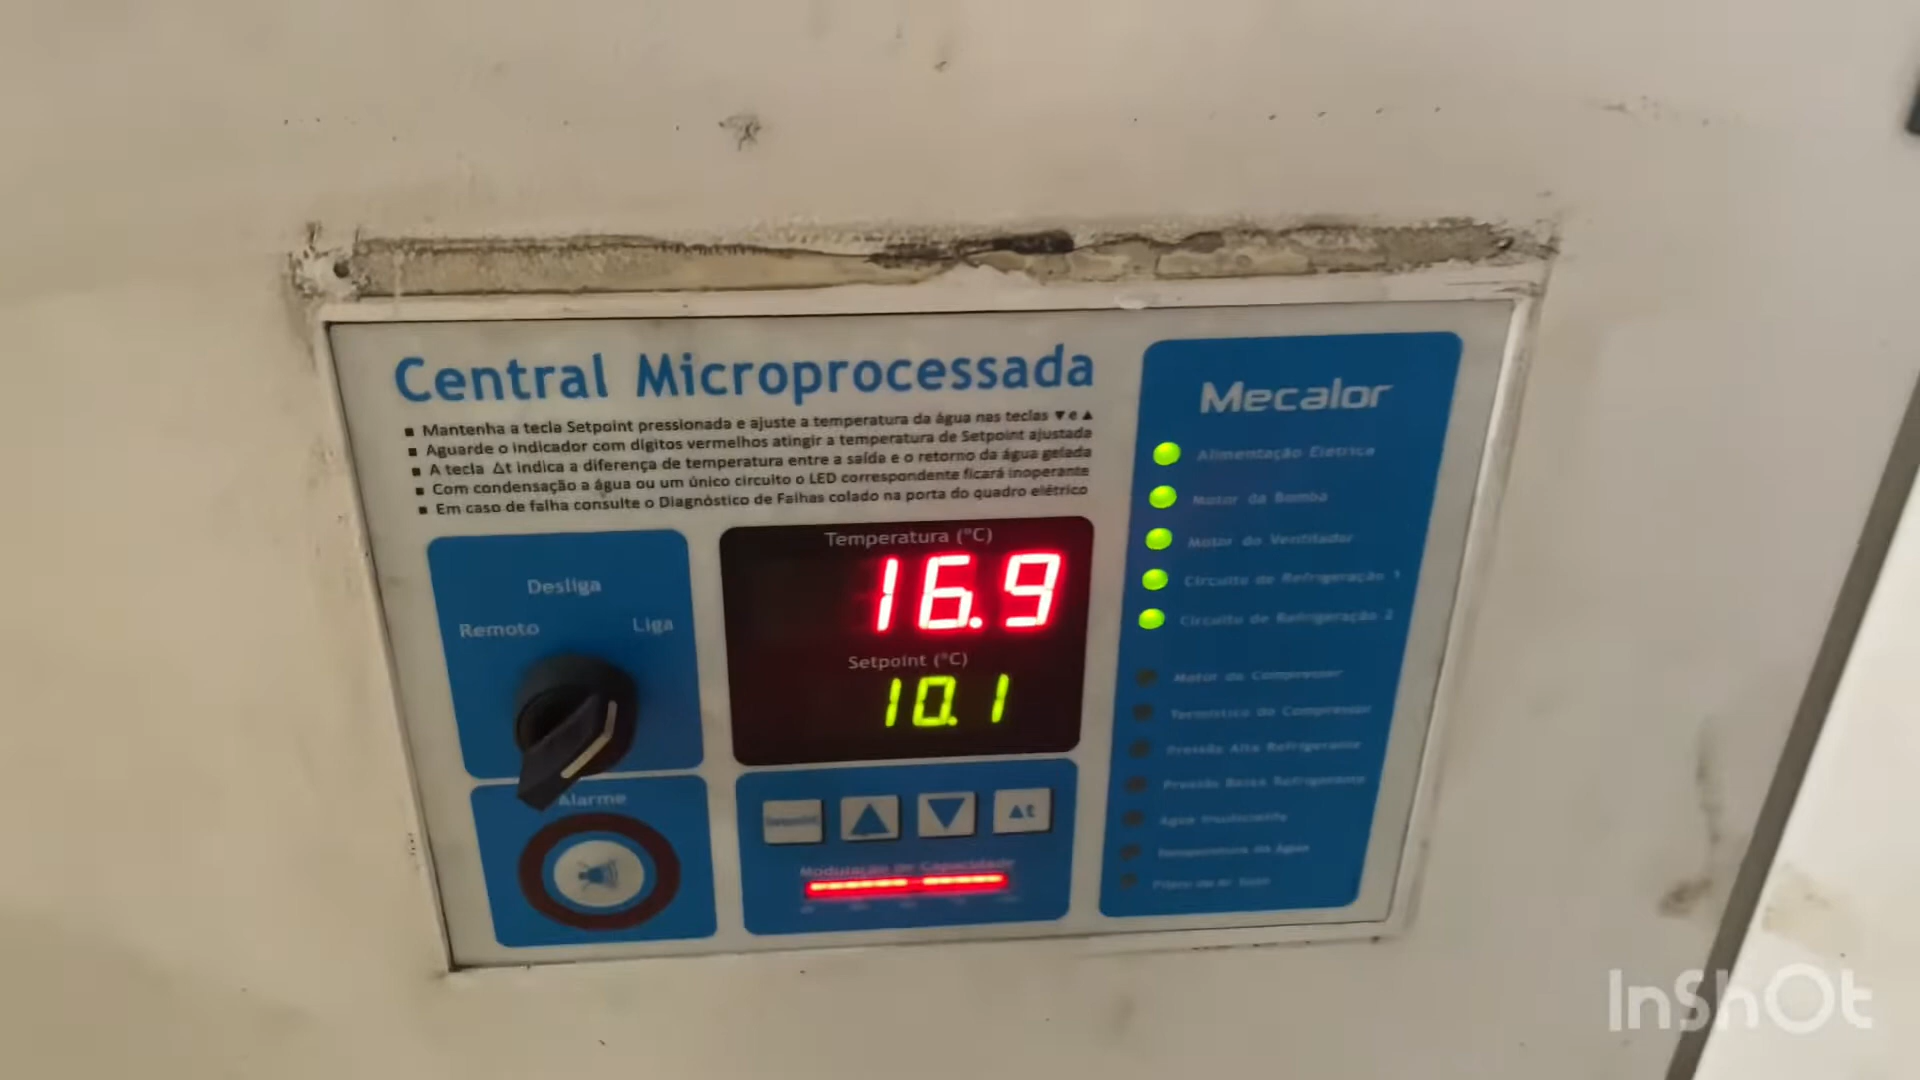 Central Microprocessada
▪ Mantenha a tecla Setpoint pressionada e ajuste a temperatura da água nas teclas ▼ e ▲
▪ Aguarde o indicador com dígitos vermelhos atingir a temperatura de Setpoint ajustada
▪ A tecla Δt indica a diferença de temperatura entre a saída e o retorno da água gelada
▪ Com condensação a água ou um único circuito o LED correspondente ficará inoperante
▪ Em caso de falha consulte o Diagnóstico de Falhas colado na porta do quadro elétrico
Desliga
Remoto
Liga
Alarme
Temperatura (°C)
16.9
Setpoint (°C)
10.1
Setpoint
▲
▼
Δt
Modulação de Capacidade
Mecalor
Alimentação Elétrica
Motor da Bomba
Motor do Ventilador
Circuito de Refrigeração 1
Circuito de Refrigeração 2
Motor do Compressor
Termístico do Compressor
Pressão Alta Refrigerante
Pressão Baixa Refrigerante
Água Insuficiente
Temperatura da Água
InShOt